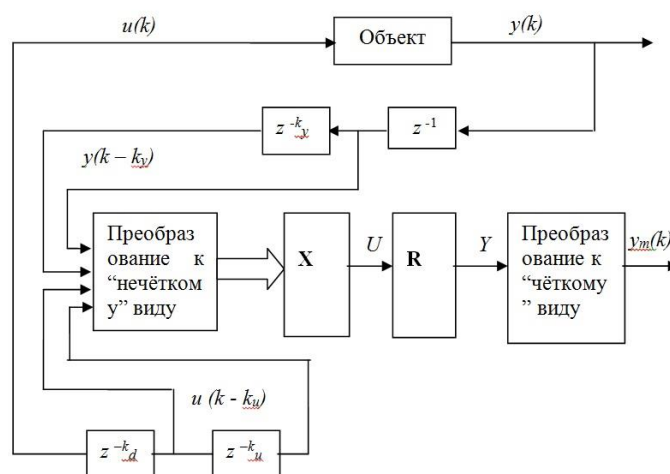 u(k)
Объект
y(k)
z -k y
z -1
y(k – ky)
Преобраз
ование к
“нечётком
у” виду
X
U
R
Y
Преобраз
ование к
“чёткому
” виду
ym(k)
u (k - ku)
z –k d
z –k u